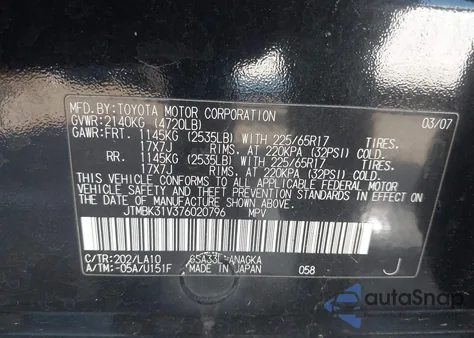 MFD.BY:TOYOTA MOTOR CORPORATION 03/07
GVWR:2140KG (4720LB)
GAWR:FRT. 1145KG (2535LB) WITH 225/65R17 TIRES.
17X7J RIMS. AT 220KPA (32PSI) COLD.
RR. 1145KG (2535LB) WITH 225/65R17 TIRES.
17X7J RIMS. AT 220KPA (32PSI) COLD.
THIS VEHICLE CONFORMS TO ALL APPLICABLE FEDERAL MOTOR
VEHICLE SAFETY AND THEFT PREVENTION STANDARDS IN EFFECT ON
THE DATE OF MANUFACTURE SHOWN ABOVE.
JTMBK31V376020796 MPV
C/TR:202/LA10 GSA33L-ANAGKA
A/TM:-05A/U151F MADE IN JAPAN 058 J
autoSnap